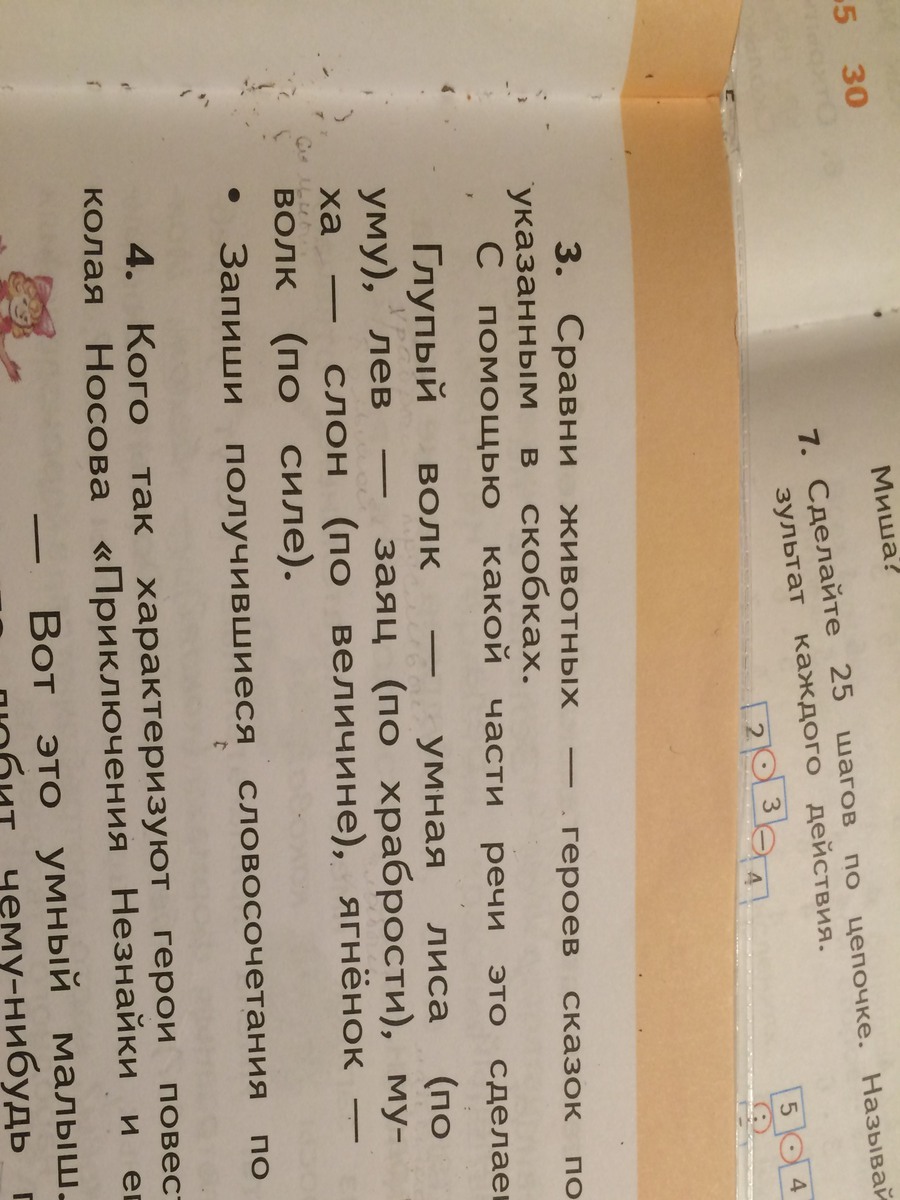 65 30
Миша?
7. Сделайте 25 шагов по цепочке. Называй
зультат каждого действия.
2 · 3 − 4
5 · 4
3. Сравни животных — героев сказок по
указанным в скобках.
С помощью какой части речи это сделае
Глупый волк — умная лиса (по
уму), лев — заяц (по храбрости), му-
ха — слон (по величине), ягнёнок —
волк (по силе).
• Запиши получившиеся словосочетания по
4. Кого так характеризуют герои повес
колая Носова «Приключения Незнайки и е
— Вот это умный малыш.
любит чему-нибудь